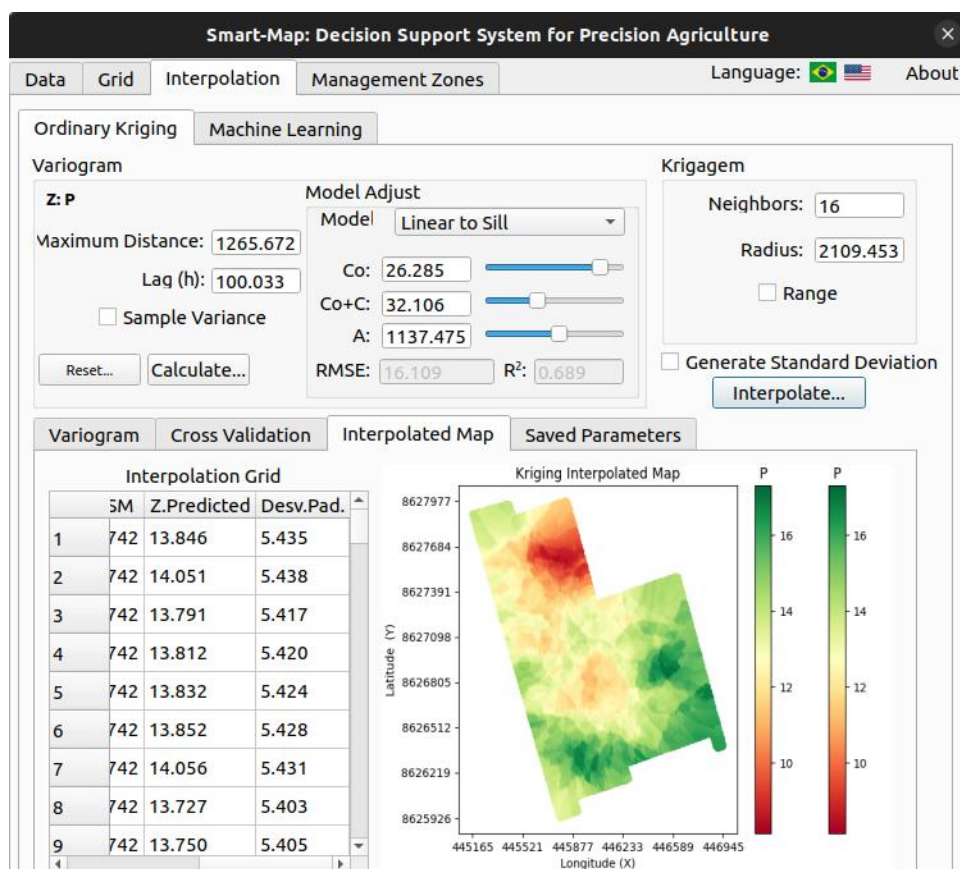 Smart-Map: Decision Support System for Precision Agriculture
Data Grid Interpolation Management Zones Language: About
Ordinary Kriging Machine Learning
Variogram
Z: P
Maximum Distance: 1265.672
Lag (h): 100.033
Sample Variance
Reset... Calculate...
Model Adjust
Model Linear to Sill
Co: 26.285
Co+C: 32.106
A: 1137.475
RMSE: 16.109 R²: 0.689
Krigagem
Neighbors: 16
Radius: 2109.453
Range
Generate Standard Deviation
Interpolate...
Variogram Cross Validation Interpolated Map Saved Parameters
Interpolation Grid
SM Z.Predicted Desv.Pad.
1 742 13.846 5.435
2 742 14.051 5.438
3 742 13.791 5.417
4 742 13.812 5.420
5 742 13.832 5.424
6 742 13.852 5.428
7 742 14.056 5.431
8 742 13.727 5.403
9 742 13.750 5.405
Kriging Interpolated Map P P
8627977
8627684
8627391
8627098
8626805
8626512
8626219
8625926
Latitude (Y)
445165 445521 445877 446233 446589 446945
Longitude (X)
16
14
12
10
16
14
12
10